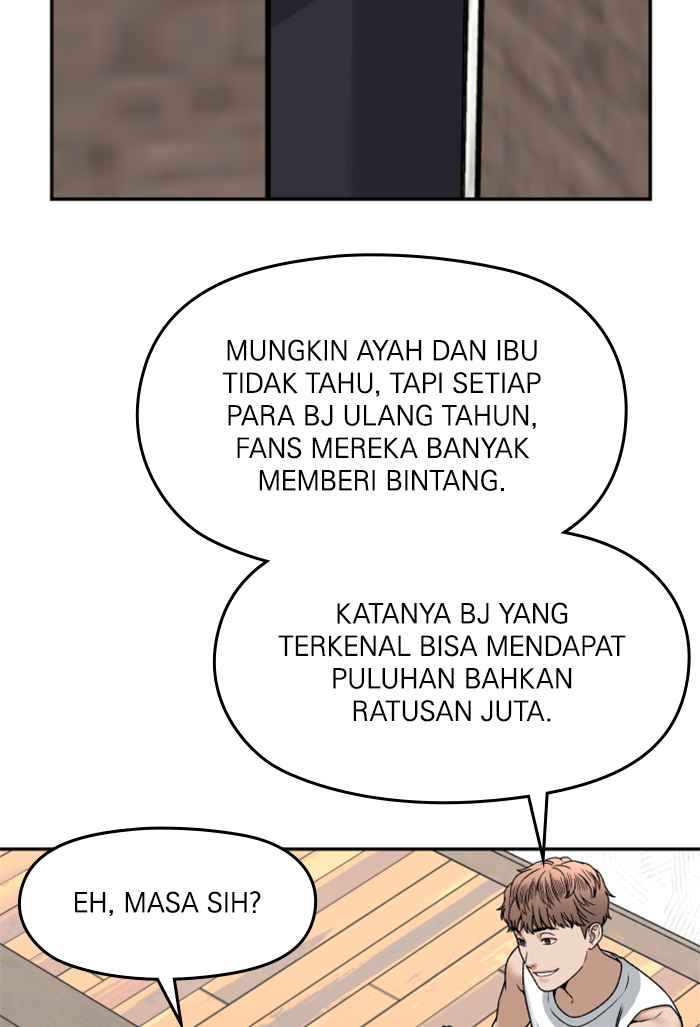 MUNGKIN AYAH DAN IBU
TIDAK TAHU, TAPI SETIAP
PARA BJ ULANG TAHUN,
FANS MEREKA BANYAK
MEMBERI BINTANG.
KATANYA BJ YANG
TERKENAL BISA MENDAPAT
PULUHAN BAHKAN
RATUSAN JUTA.
EH, MASA SIH?